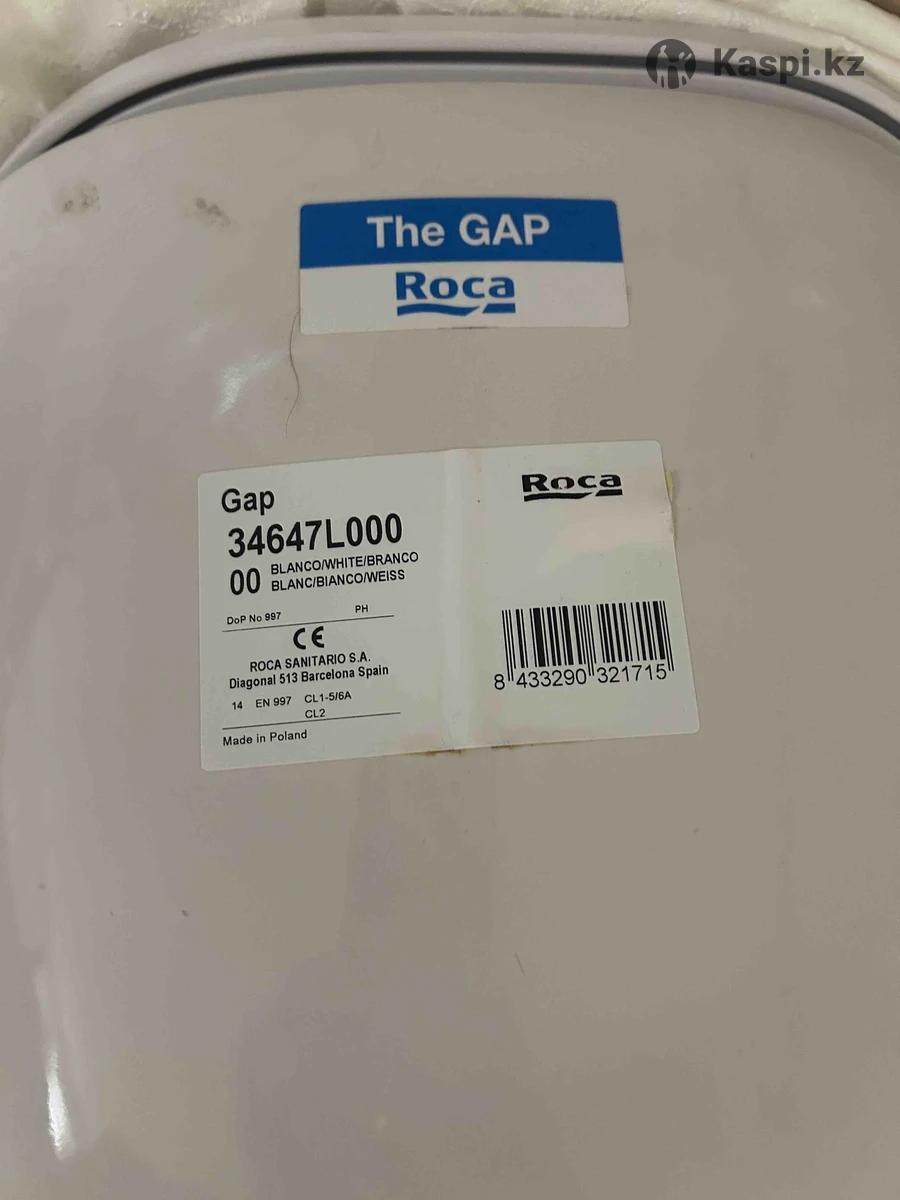 Kaspi.kz
The GAP
Roca
Gap
Roca
34647L000
00 BLANCO/WHITE/BRANCO
BLANC/BIANCO/WEISS
DoP No 997 PH
CE
ROCA SANITARIO S.A.
Diagonal 513 Barcelona Spain
14 EN 997 CL1-5/6A
CL2
Made in Poland
8 433290 321715